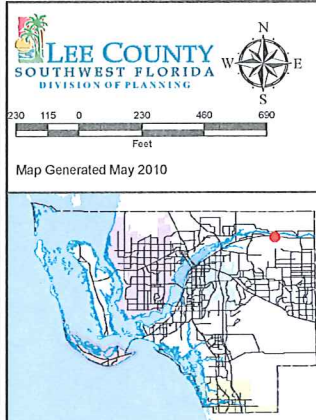 LEE COUNTY
SOUTHWEST FLORIDA
DIVISION OF PLANNING
N
W E
S
230 115 0 230 460 690
Feet
Map Generated May 2010